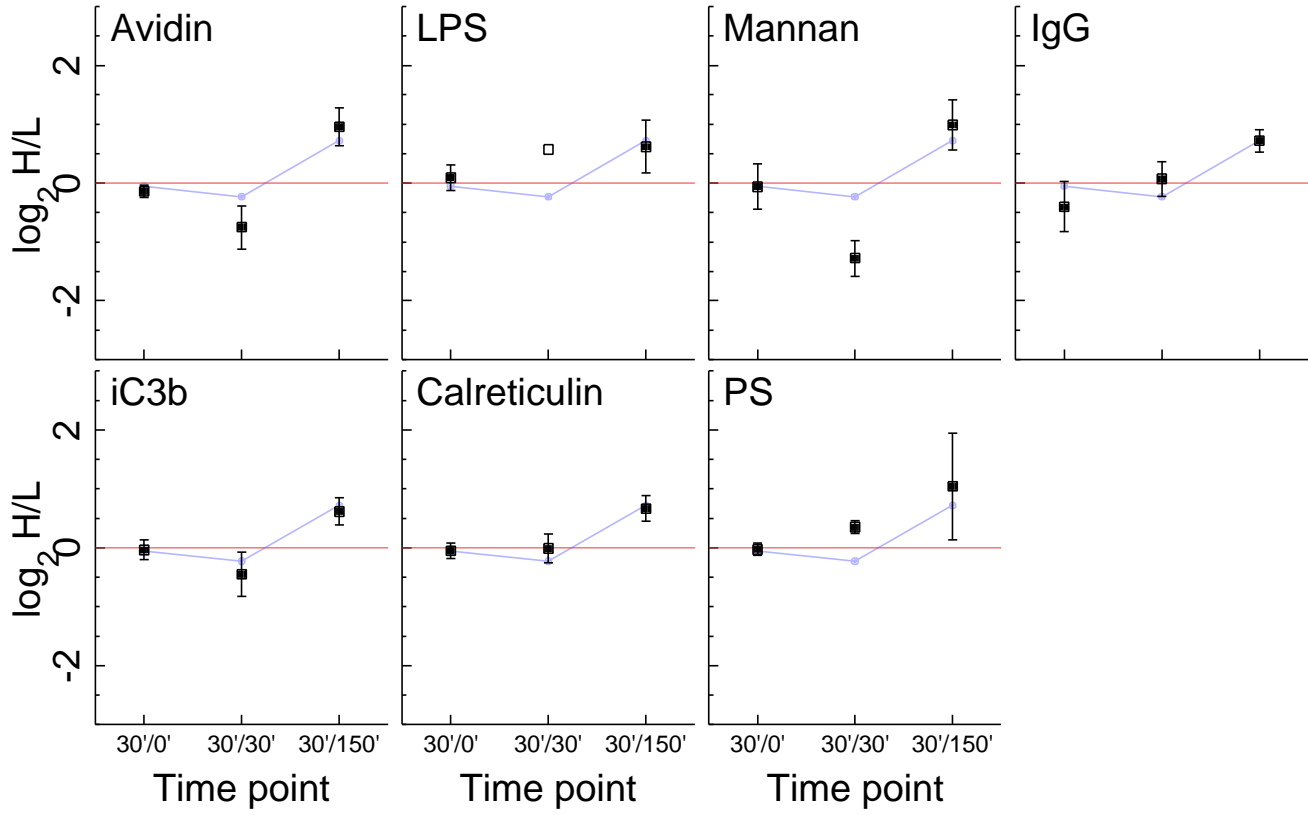 Avidin
LPS
Mannan
IgG
2
0
-2
log2 H/L
iC3b
Calreticulin
PS
2
0
-2
log2 H/L
30'/0' 30'/30' 30'/150'
30'/0' 30'/30' 30'/150'
30'/0' 30'/30' 30'/150'
Time point
Time point
Time point